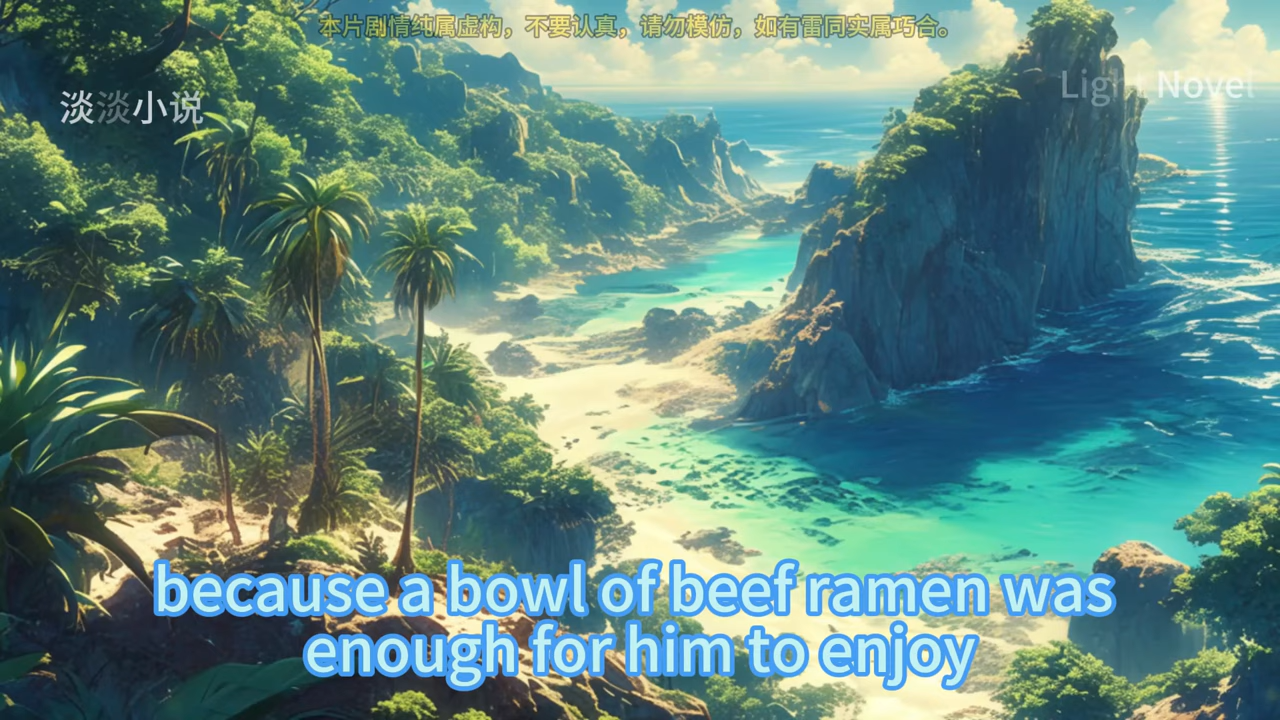 本片剧情纯属虚构，不要认真，请勿模仿，如有雷同实属巧合。
淡淡小说
Light Novel
because a bowl of beef ramen was
enough for him to enjoy